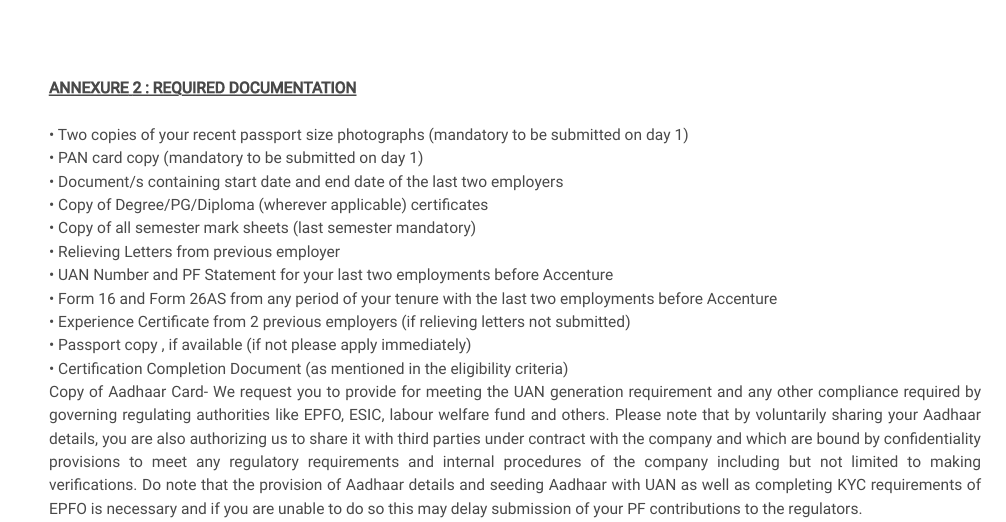 ANNEXURE 2 : REQUIRED DOCUMENTATION
• Two copies of your recent passport size photographs (mandatory to be submitted on day 1)
• PAN card copy (mandatory to be submitted on day 1)
• Document/s containing start date and end date of the last two employers
• Copy of Degree/PG/Diploma (wherever applicable) certificates
• Copy of all semester mark sheets (last semester mandatory)
• Relieving Letters from previous employer
• UAN Number and PF Statement for your last two employments before Accenture
• Form 16 and Form 26AS from any period of your tenure with the last two employments before Accenture
• Experience Certificate from 2 previous employers (if relieving letters not submitted)
• Passport copy , if available (if not please apply immediately)
• Certification Completion Document (as mentioned in the eligibility criteria)
Copy of Aadhaar Card- We request you to provide for meeting the UAN generation requirement and any other compliance required by
governing regulating authorities like EPFO, ESIC, labour welfare fund and others. Please note that by voluntarily sharing your Aadhaar
details, you are also authorizing us to share it with third parties under contract with the company and which are bound by confidentiality
provisions to meet any regulatory requirements and internal procedures of the company including but not limited to making
verifications. Do note that the provision of Aadhaar details and seeding Aadhaar with UAN as well as completing KYC requirements of
EPFO is necessary and if you are unable to do so this may delay submission of your PF contributions to the regulators.